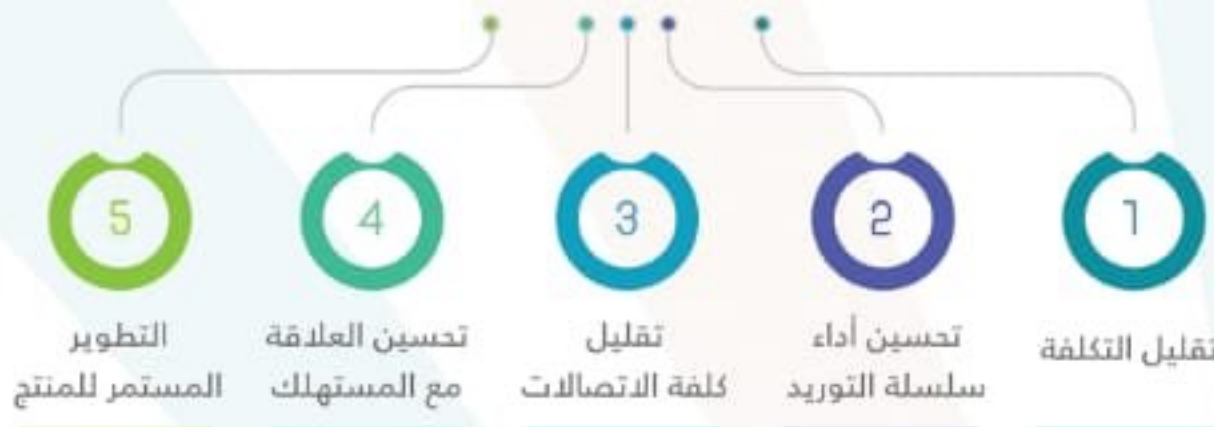 1
تقليل التكلفة
2
تحسين أداء
سلسلة التوريد
3
تقليل
كلفة الاتصالات
4
تحسين العلاقة
مع المستهلك
5
التطوير
المستمر للمنتج